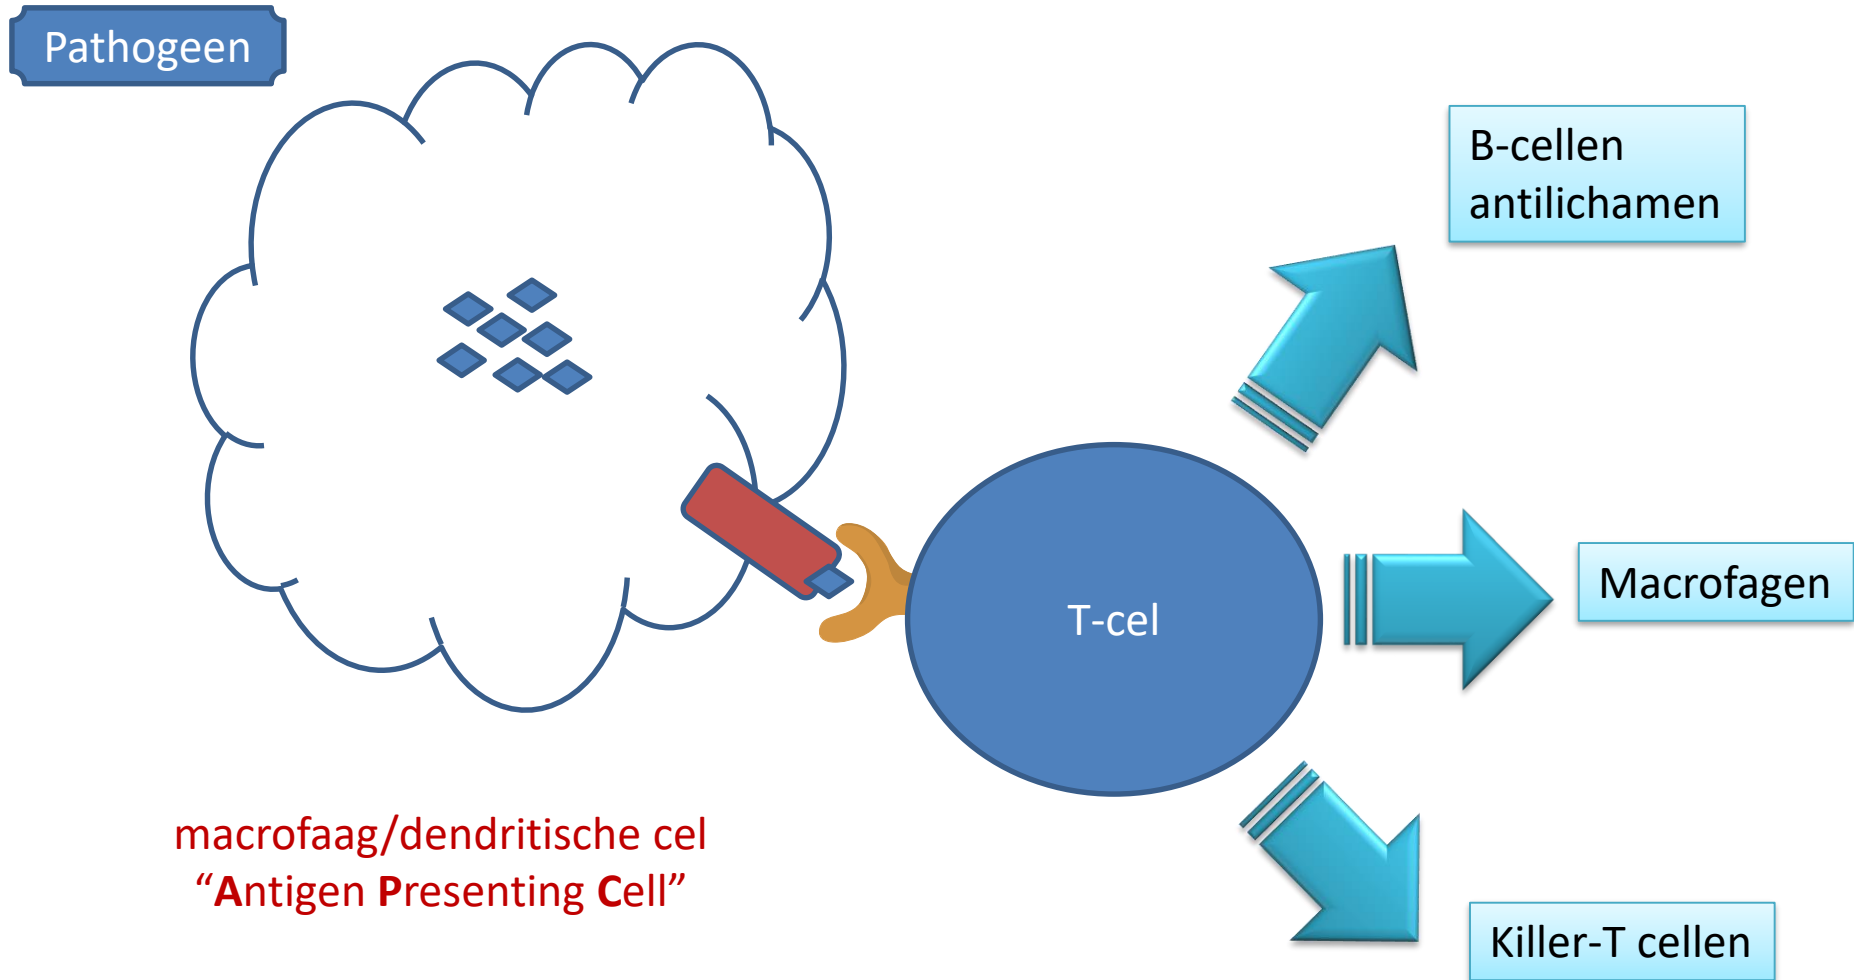 Pathogeen
B-cellen
antilichamen
Macrofagen
T-cel
macrofaag/dendritische cel
“Antigen Presenting Cell”
Killer-T cellen